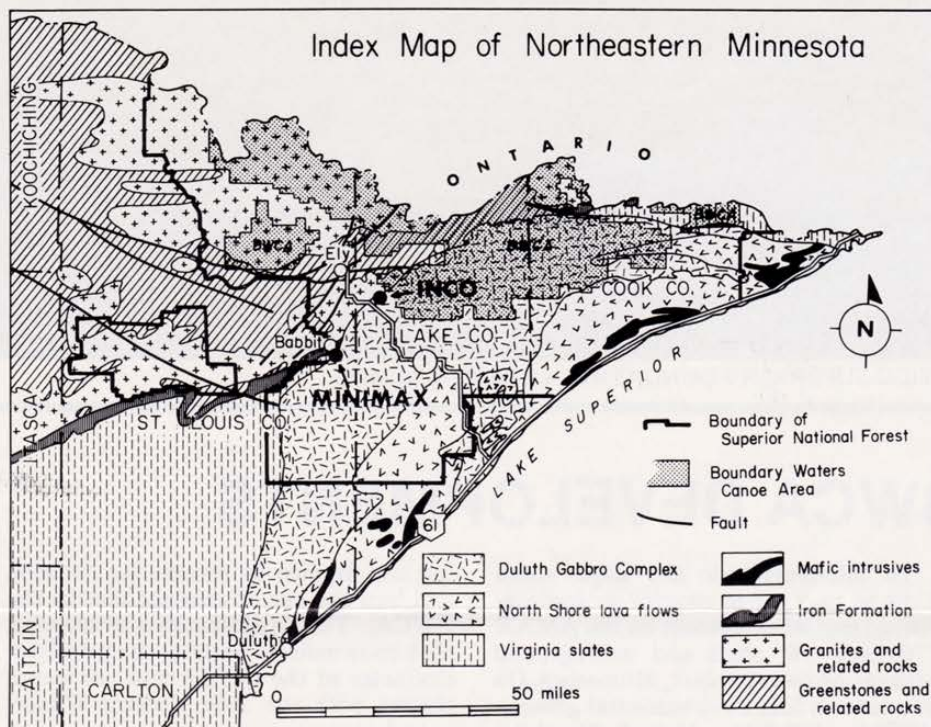 Index Map of Northeastern Minnesota
KOOCHICHING
ONTARIO
BWCA
BWCA
BWCA
Ely
INCO
COOK CO.
LAKE CO.
Babbit
1
N
MINIMAX
ITASCA
ST. LOUIS CO.
LAKE SUPERIOR
Boundary of
Superior National Forest
Boundary Waters
Canoe Area
Fault
61
Duluth Gabbro Complex
Mafic intrusives
North Shore lava flows
Iron Formation
Virginia slates
Granites and
related rocks
Greenstones and
related rocks
Duluth
AITKIN
CARLTON
0
50 miles